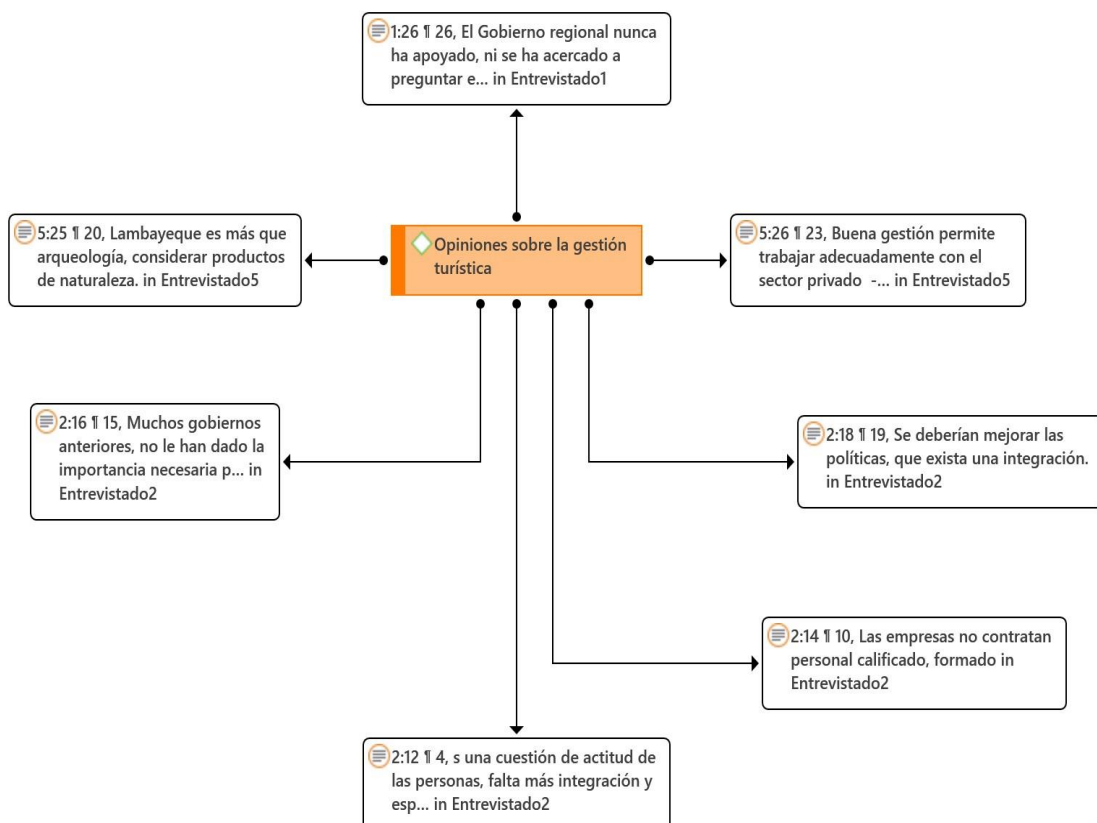 1:26 ¶ 26, El Gobierno regional nunca
ha apoyado, ni se ha acercado a
preguntar e... in Entrevistado1
5:25 ¶ 20, Lambayeque es más que
arqueología, considerar productos
de naturaleza. in Entrevistado5
Opiniones sobre la gestión
turística
5:26 ¶ 23, Buena gestión permite
trabajar adecuadamente con el
sector privado -... in Entrevistado5
2:16 ¶ 15, Muchos gobiernos
anteriores, no le han dado la
importancia necesaria p... in
Entrevistado2
2:18 ¶ 19, Se deberían mejorar las
políticas, que exista una integración.
in Entrevistado2
2:14 ¶ 10, Las empresas no contratan
personal calificado, formado in
Entrevistado2
2:12 ¶ 4, s una cuestión de actitud de
las personas, falta más integración y
esp... in Entrevistado2